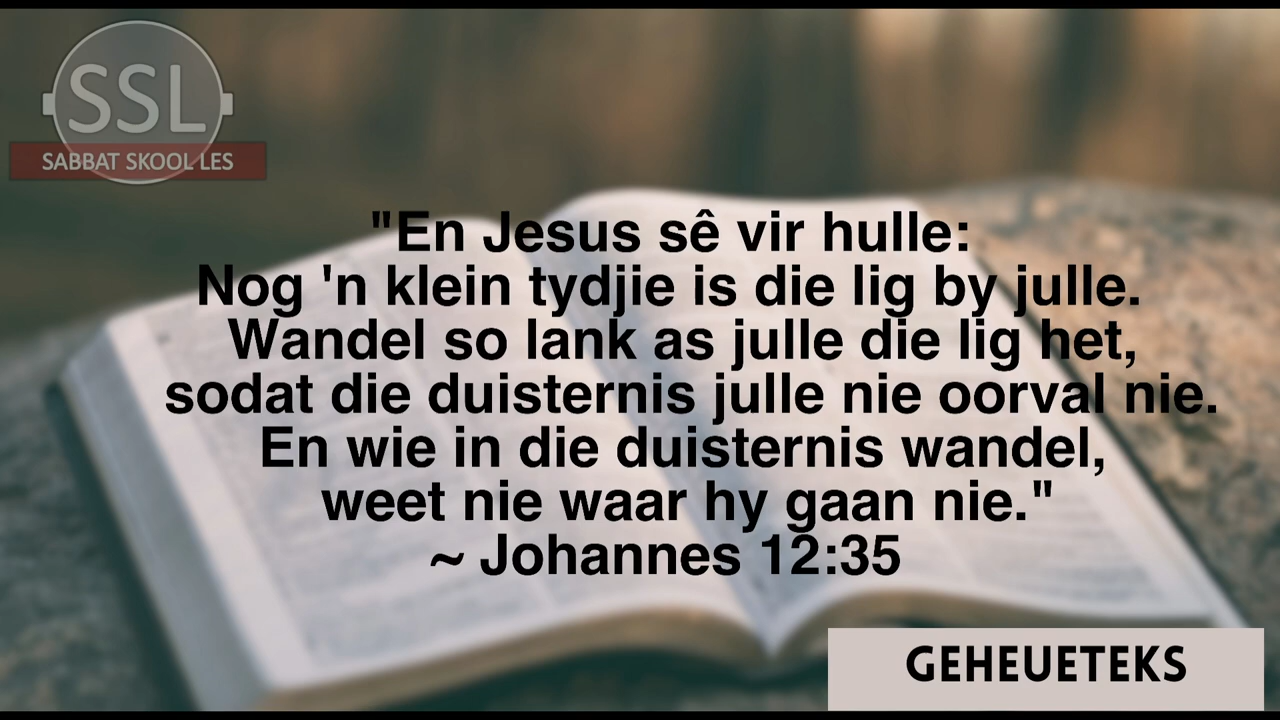 SSL
SABBAT SKOOL LES
"En Jesus sê vir hulle:
Nog 'n klein tydjie is die lig by julle.
Wandel so lank as julle die lig het,
sodat die duisternis julle nie oorval nie.
En wie in die duisternis wandel,
weet nie waar hy gaan nie."
~ Johannes 12:35
GEHEUETEKS